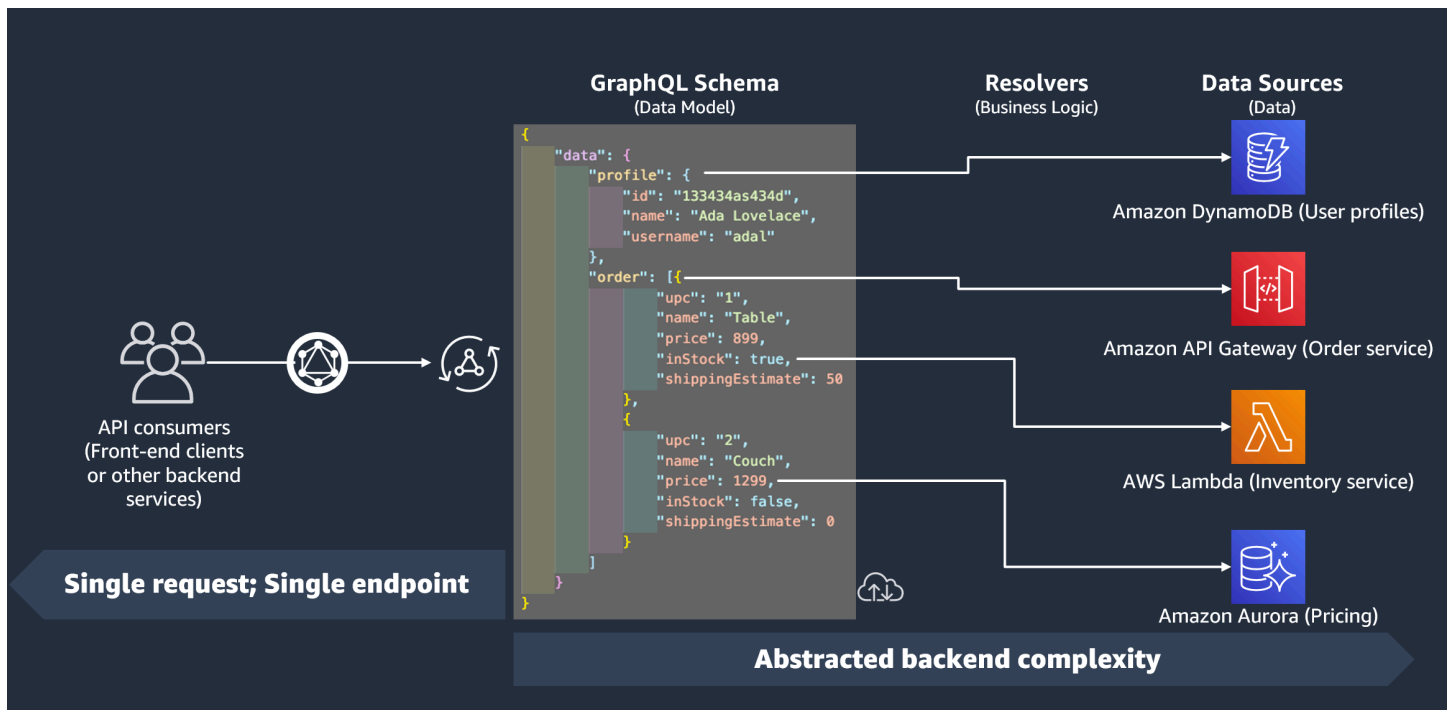 GraphQL Schema
(Data Model)
Resolvers
(Business Logic)
Data Sources
(Data)
{
"data": {
"profile": {
"id": "133434as434d",
"name": "Ada Lovelace",
"username": "adal"
},
"order": [{
"upc": "1",
"name": "Table",
"price": 899,
"inStock": true,
"shippingEstimate": 50
},
{
"upc": "2",
"name": "Couch",
"price": 1299,
"inStock": false,
"shippingEstimate": 0
}
]
}
}
Amazon DynamoDB (User profiles)
</>
Amazon API Gateway (Order service)
AWS Lambda (Inventory service)
Amazon Aurora (Pricing)
API consumers
(Front-end clients
or other backend
services)
Single request; Single endpoint
Abstracted backend complexity